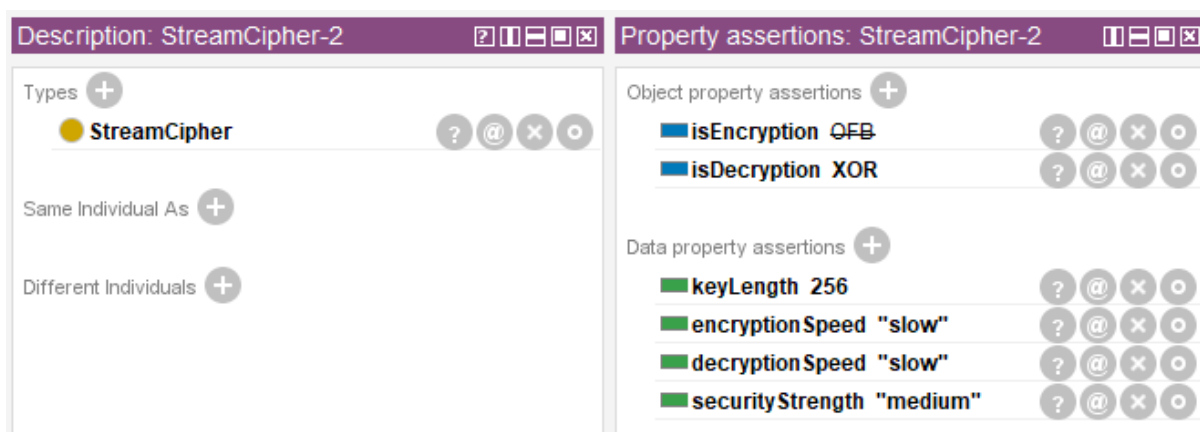 Description: StreamCipher-2
Types
StreamCipher
Same Individual As
Different Individuals
Property assertions: StreamCipher-2
Object property assertions
isEncryption OFB
isDecryption XOR
Data property assertions
keyLength 256
encryptionSpeed "slow"
decryptionSpeed "slow"
securityStrength "medium"